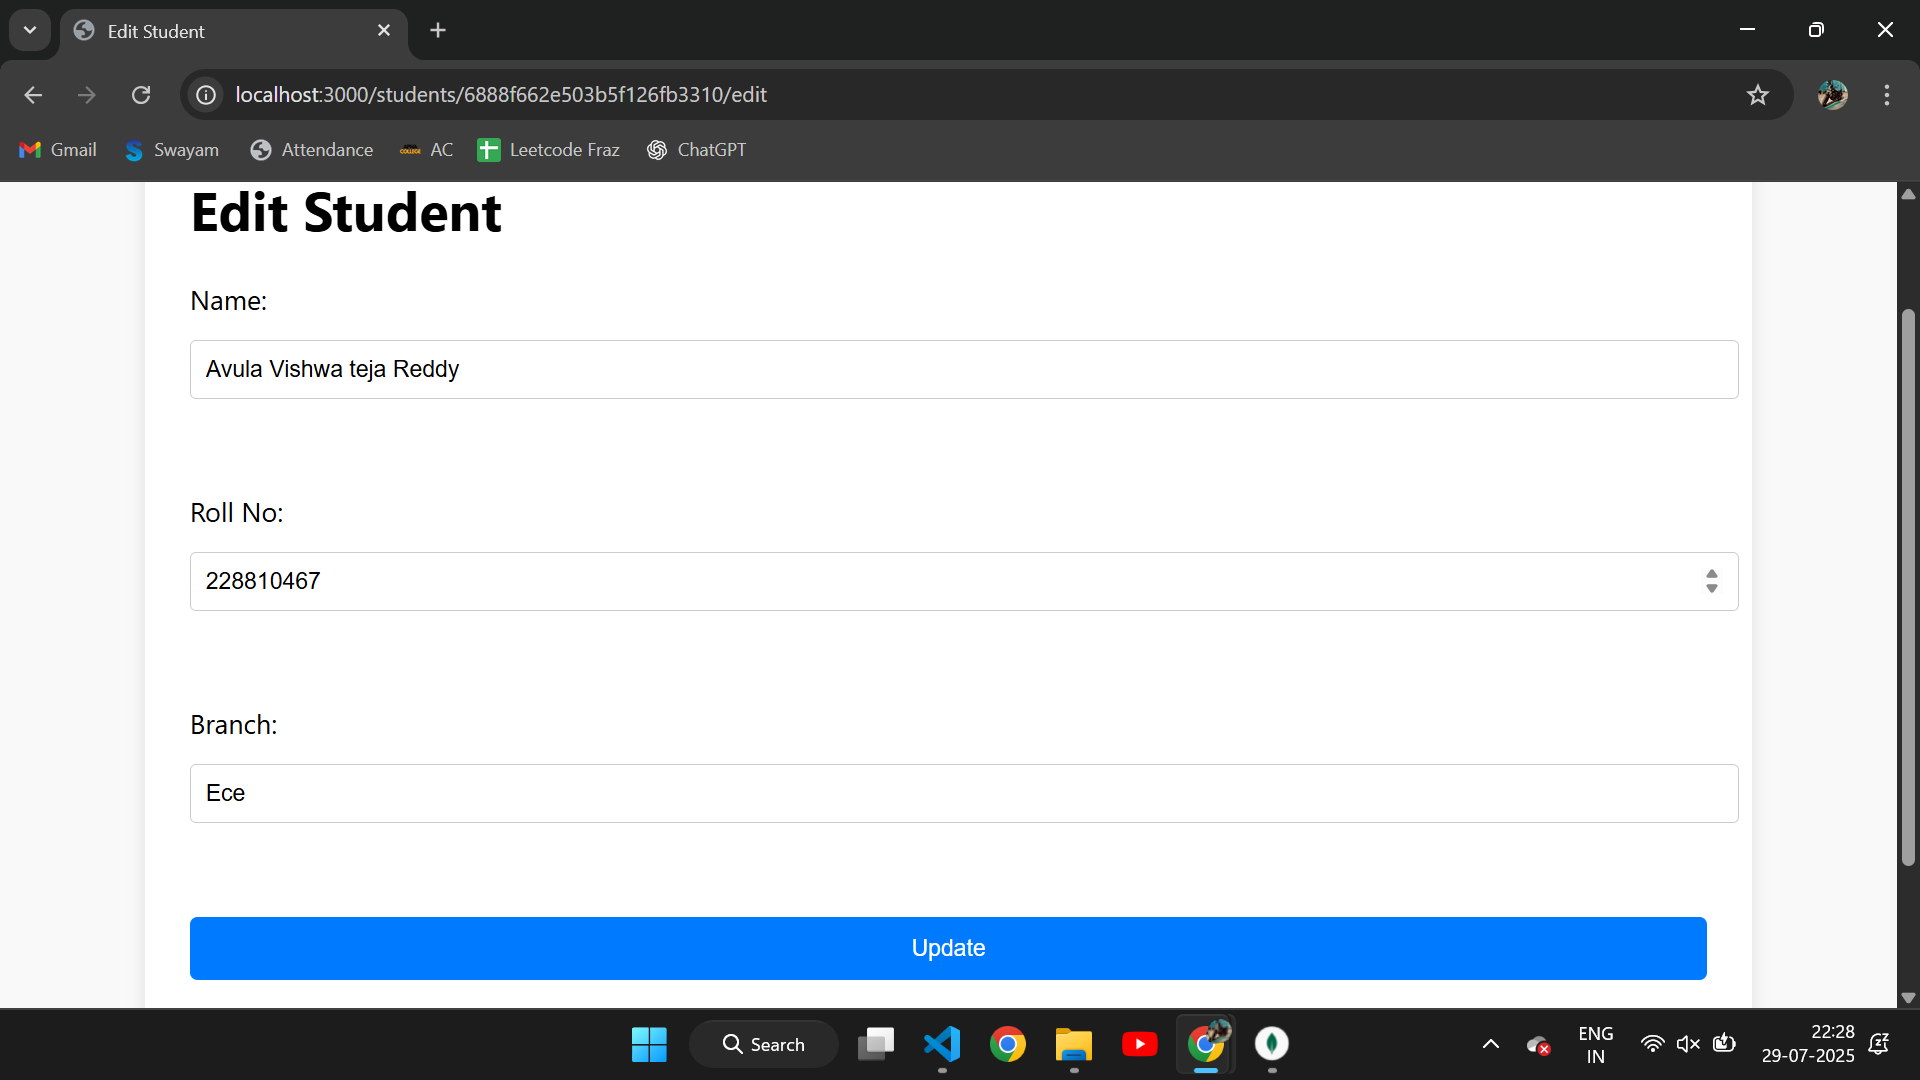 Edit Student
localhost:3000/students/6888f662e503b5f126fb3310/edit
Gmail Swayam Attendance AC Leetcode Fraz ChatGPT
Edit Student
Name:
Avula Vishwa teja Reddy
Roll No:
228810467
Branch:
Ece
Update
Search
ENG
IN
22:28
29-07-2025